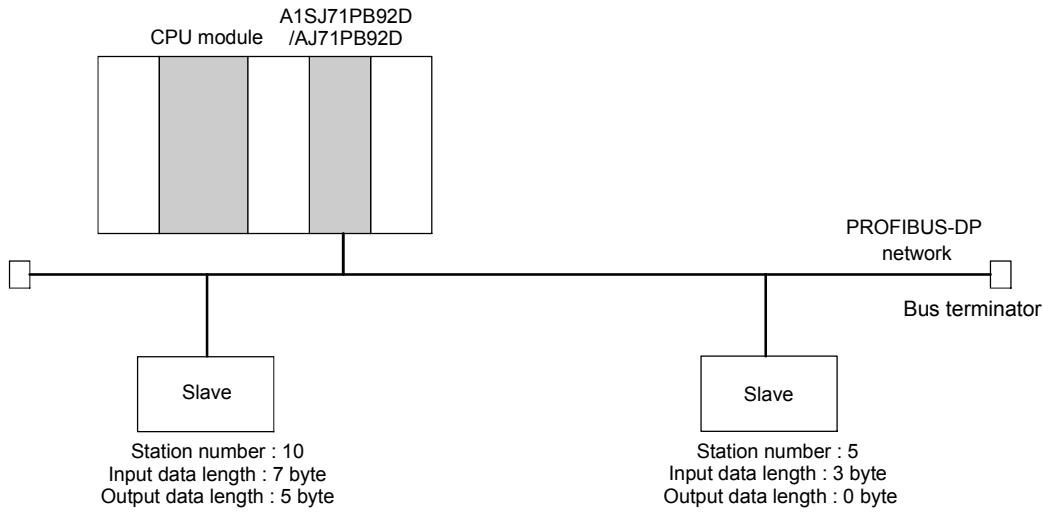 A1SJ71PB92D
/AJ71PB92D
CPU module
PROFIBUS-DP
network
Bus terminator
Slave
Station number : 10
Input data length : 7 byte
Output data length : 5 byte
Slave
Station number : 5
Input data length : 3 byte
Output data length : 0 byte